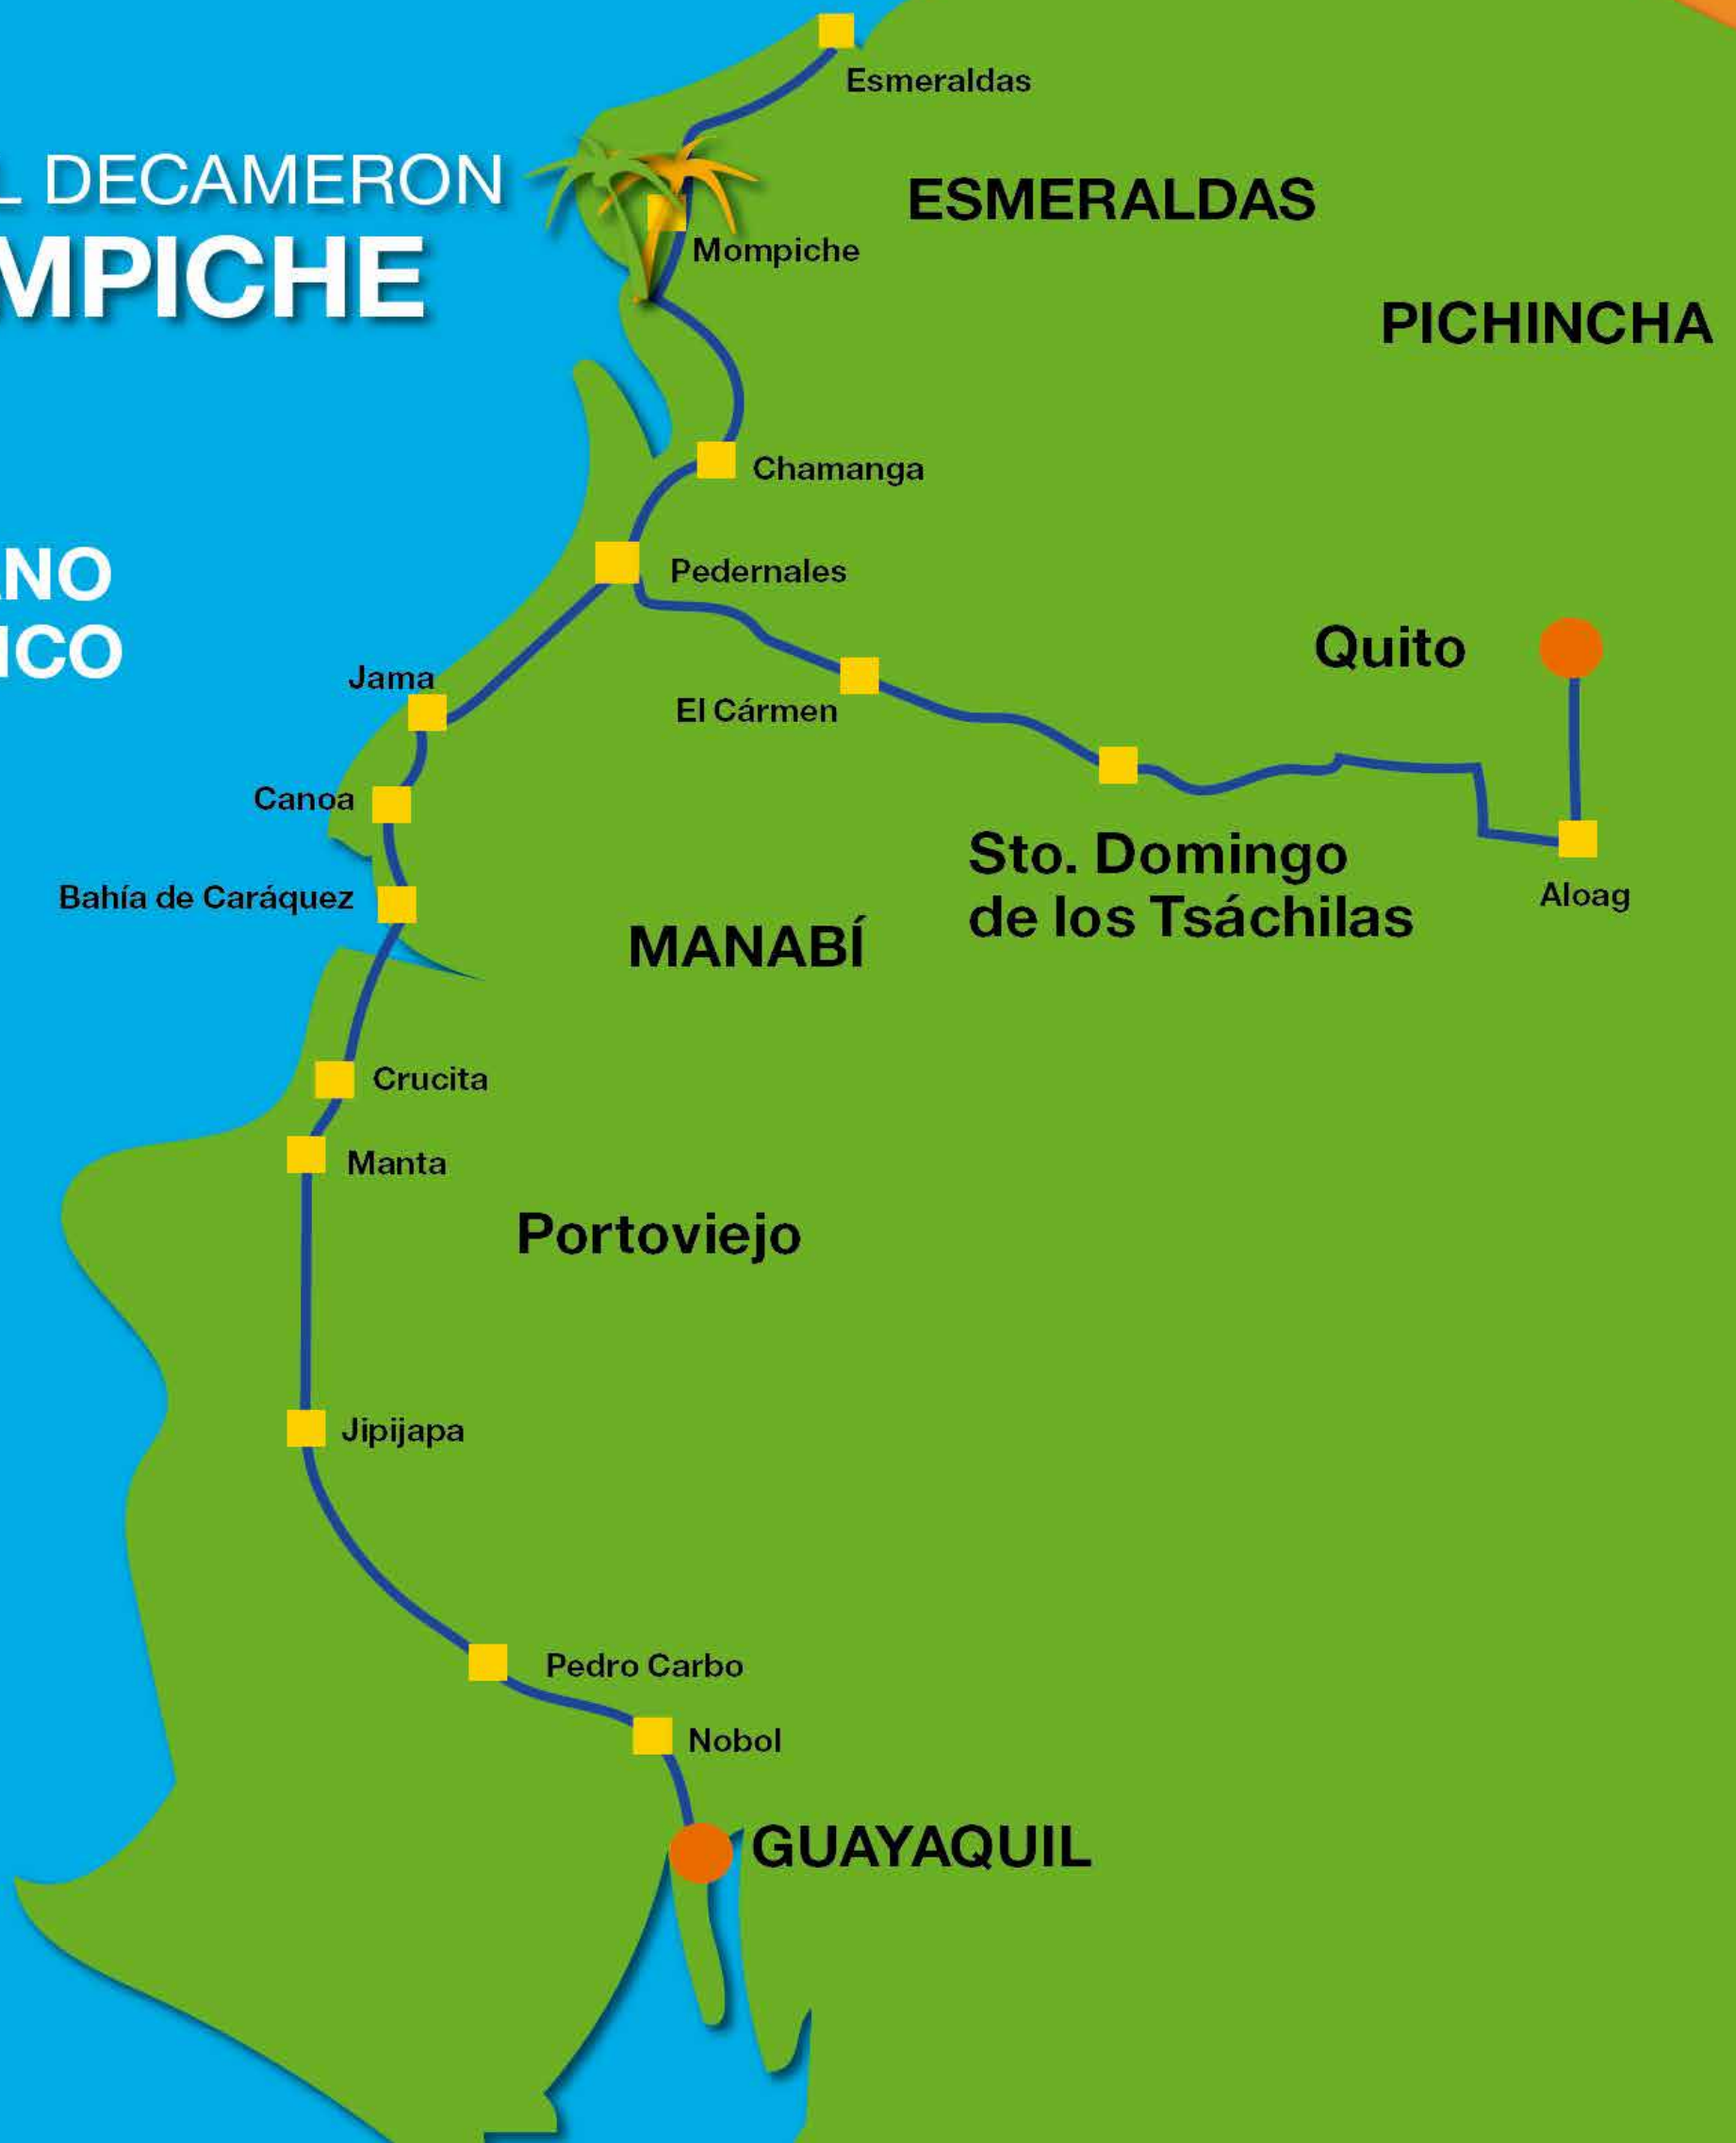 Esmeraldas
L DECAMERON
MPICHE
ESMERALDAS
Mompiche
PICHINCHA
Chamanga
NO
ICO
Pedernales
Quito
Jama
El Cármen
Canoa
Sto. Domingo
de los Tsáchilas
Aloag
Bahía de Caráquez
MANABÍ
Crucita
Manta
Portoviejo
Jipijapa
Pedro Carbo
Nobol
GUAYAQUIL